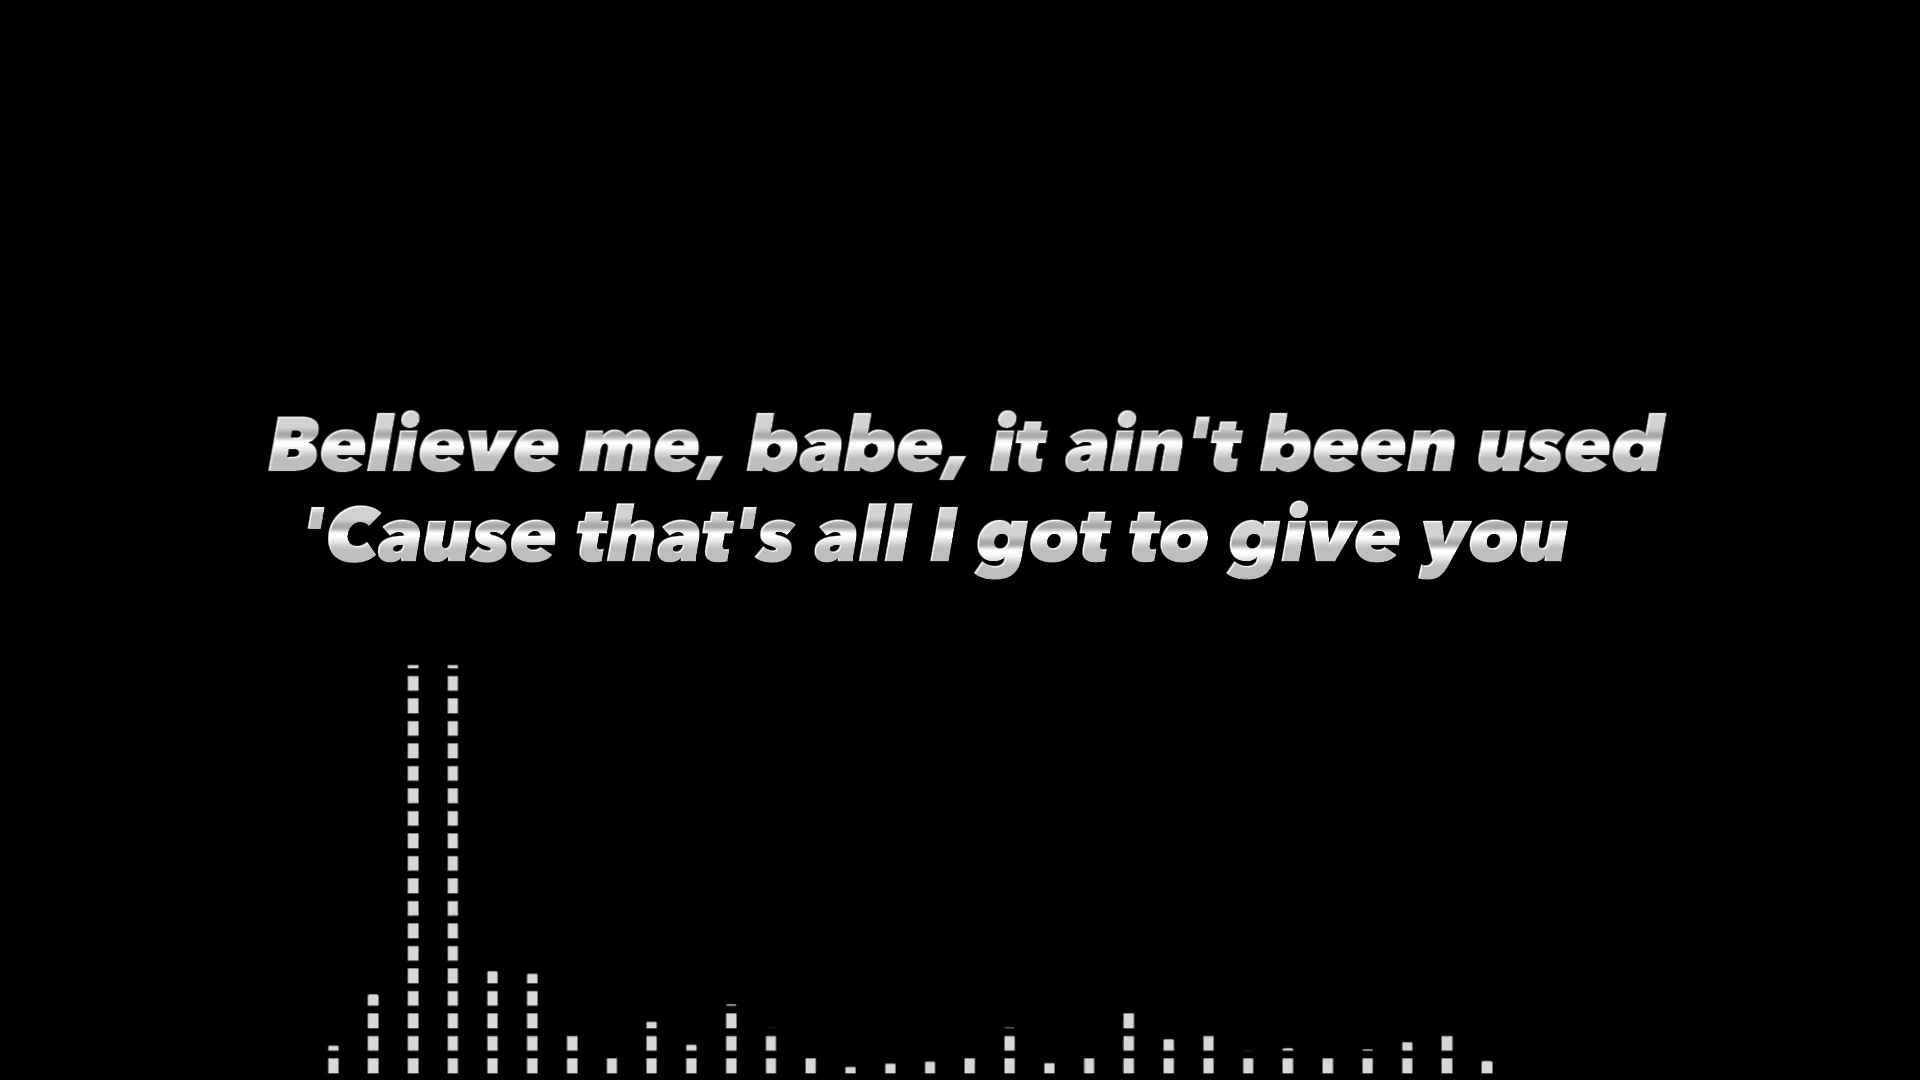 Believe me, babe, it ain't been used
'Cause that's all I got to give you